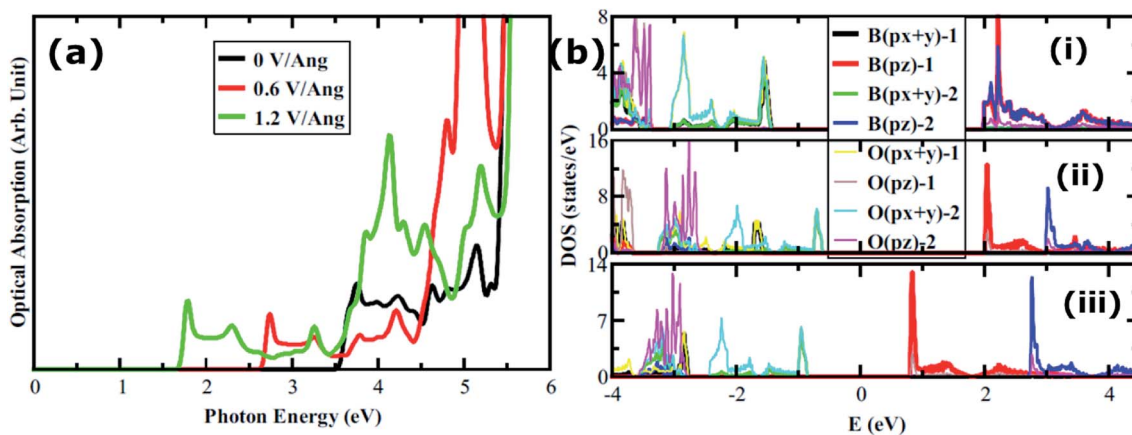 (a)
0 V/Ang
0.6 V/Ang
1.2 V/Ang
Optical Absorption (Arb. Unit)
0 1 2 3 4 5 6
Photon Energy (eV)
(b)
B(px+y)-1
B(pz)-1
B(px+y)-2
B(pz)-2
O(px+y)-1
O(pz)-1
O(px+y)-2
O(pz)-2
(i)
(ii)
(iii)
DOS (states/eV)
8
4
0
16
8
0
14
7
0
-4 -2 0 2 4
E (eV)